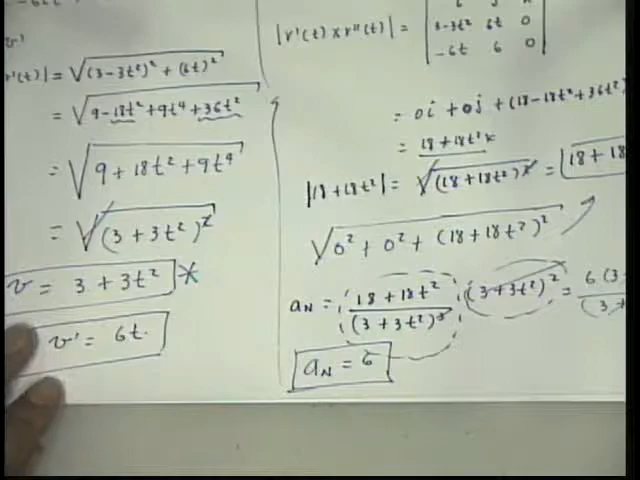 v'
r'(t)| = √(3-3t²)² + (6t)²
= √9-18t²+9t⁴+36t²
= √9+18t²+9t⁴
= √(3+3t²)²
v = 3+3t² *
v' = 6t.
|r'(t) x r''(t)| = | 3-3t² 6t 0
-6t 6 0 |
= 0i + 0j + (18-18t²+36t²
= 18+18t²k
|18+18t²| = √(18+18t²)² = 18+18
√0²+0²+(18+18t²)²
aN = 18+18t² / (3+3t²)³ (3+3t²)² = 6(3 / (3+
aN = 6